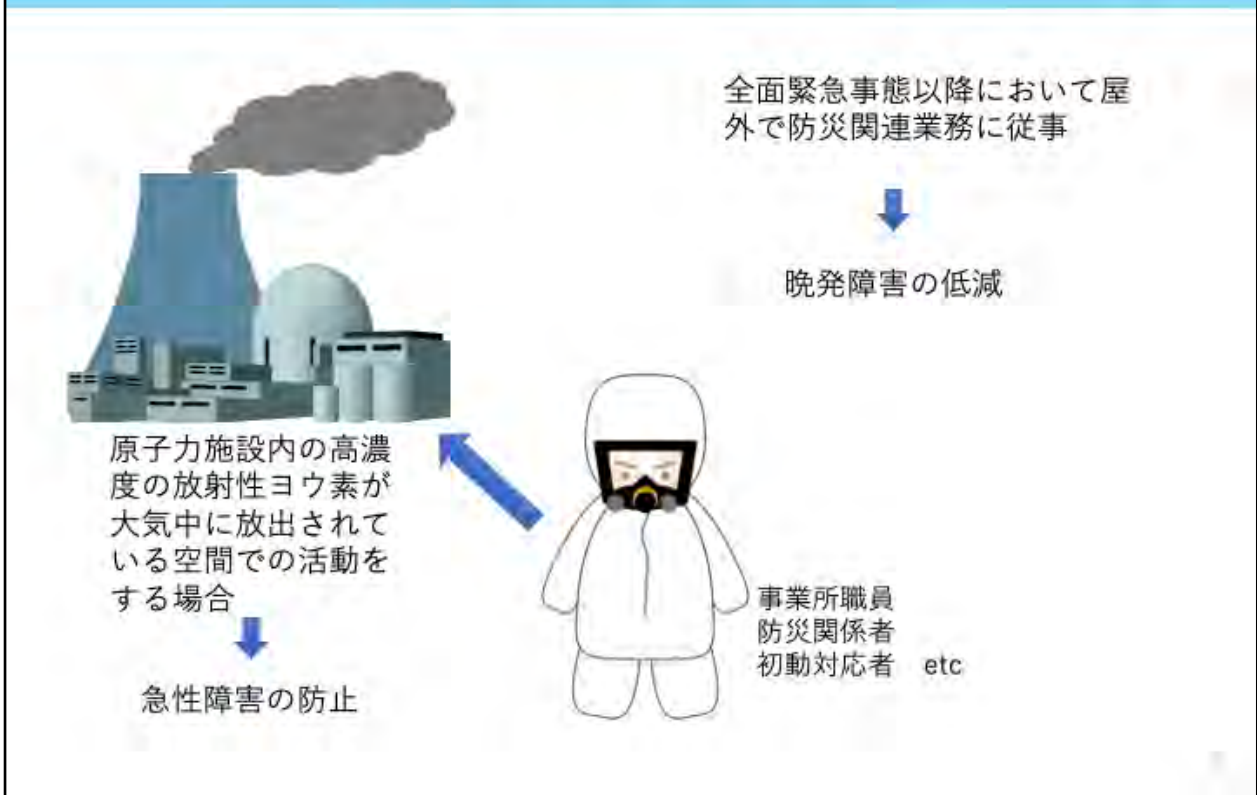 全面緊急事態以降において屋
外で防災関連業務に従事
晩発障害の低減
原子力施設内の高濃
度の放射性ヨウ素が
大気中に放出されて
いる空間での活動を
する場合
急性障害の防止
事業所職員
防災関係者
初動対応者　etc